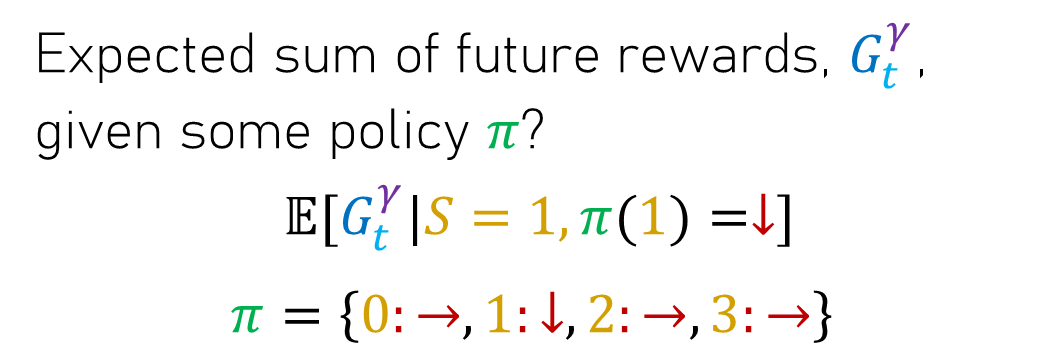 Expected sum of future rewards, G_t^γ,
given some policy π?
𝔼[G_t^γ|S = 1, π(1) =↓]
π = {0: →, 1: ↓, 2: →, 3: →}